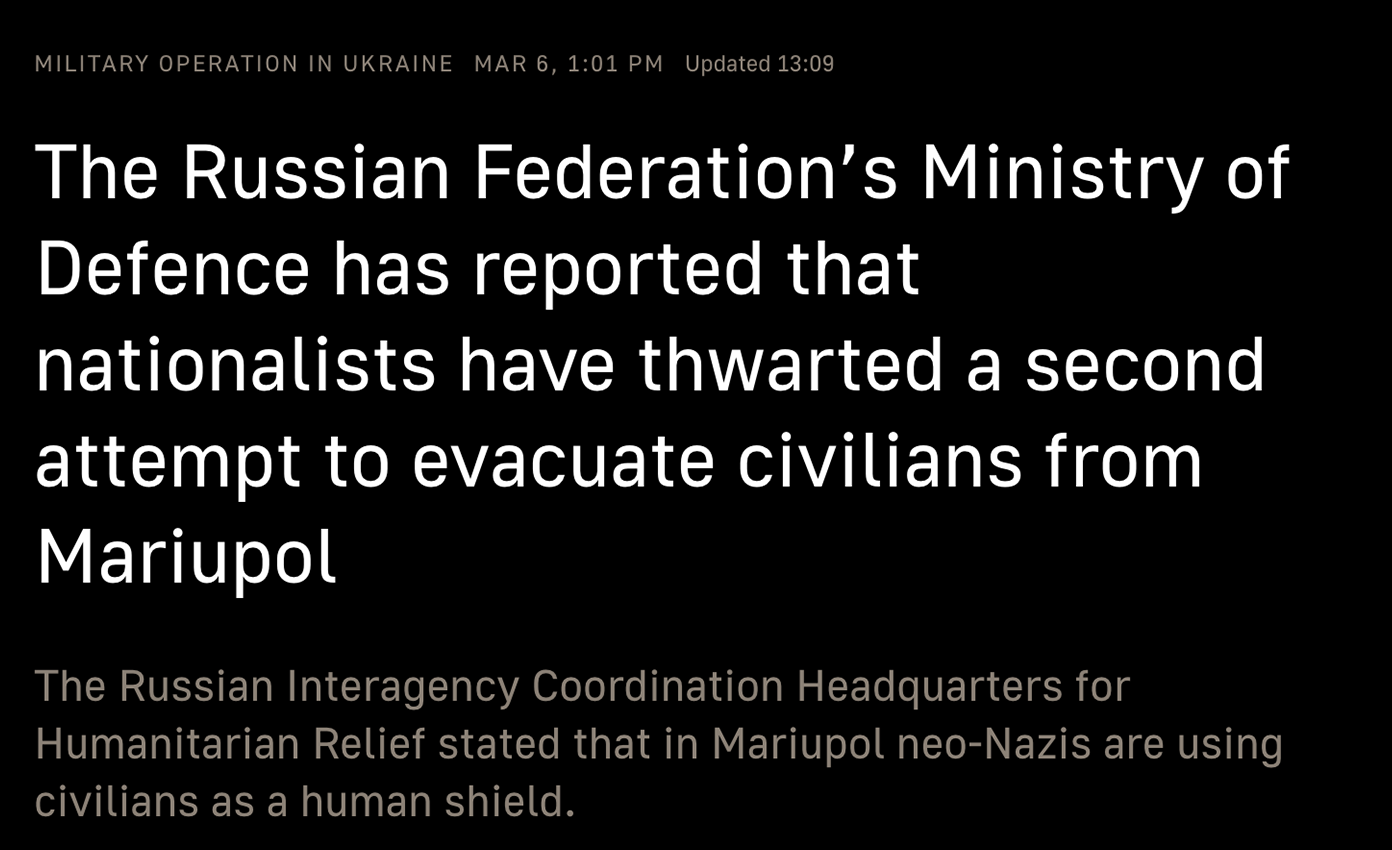 MILITARY OPERATION IN UKRAINE MAR 6, 1:01 PM Updated 13:09
The Russian Federation’s Ministry of
Defence has reported that
nationalists have thwarted a second
attempt to evacuate civilians from
Mariupol
The Russian Interagency Coordination Headquarters for
Humanitarian Relief stated that in Mariupol neo-Nazis are using
civilians as a human shield.